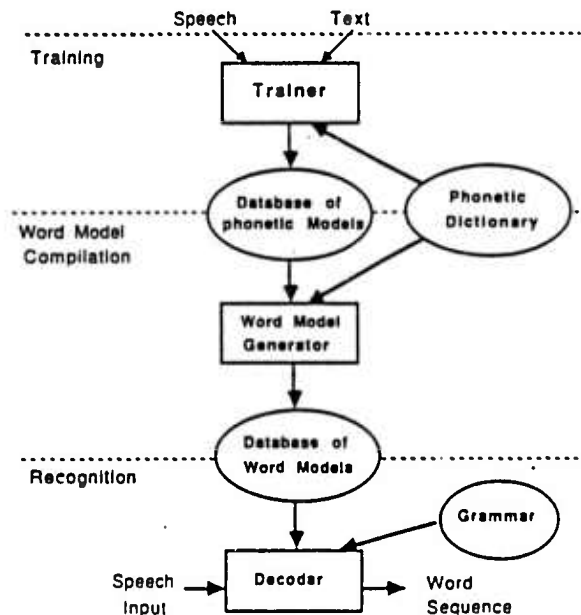 Speech Text
Training
Trainer
Database of
phonetic Models
Phonetic
Dictionary
Word Model
Compilation
Word Model
Generator
Database of
Word Models
Recognition
Grammar
Speech
Input
Decoder
Word
Sequence